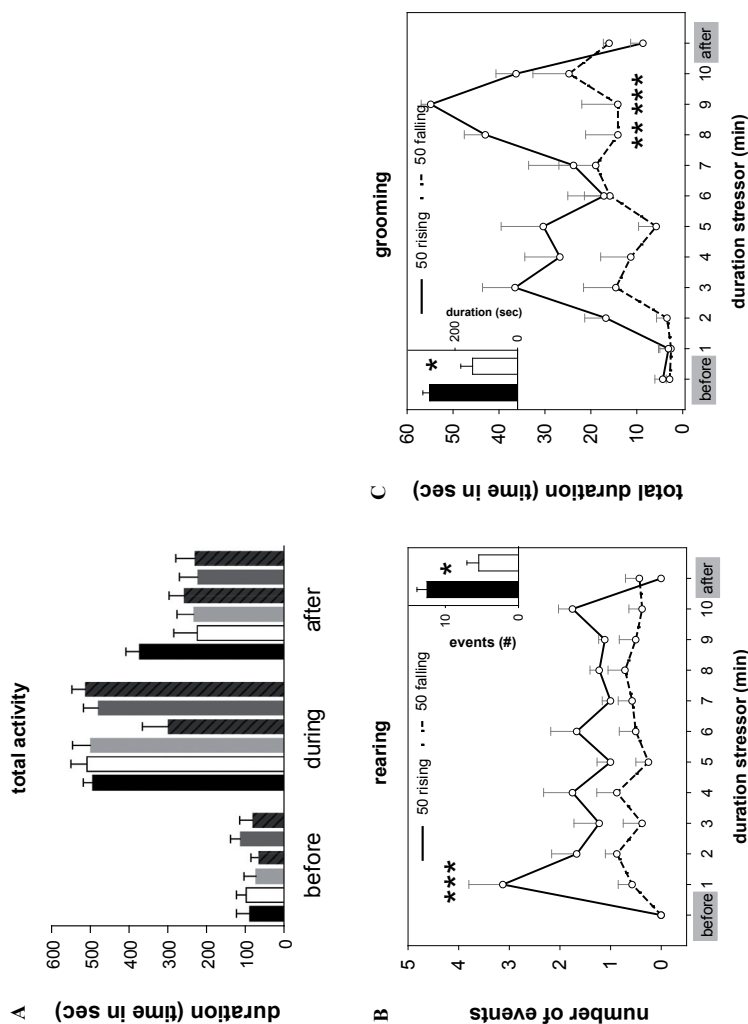 A
total activity
duration (time in sec)
600
500
400
300
200
100
0
before during after
B
rearing
number of events
5
4
3
2
1
0
50 rising 50 falling
***
events (#)
10
0
*
before 1 2 3 4 5 6 7 8 9 10 after
duration stressor (min)
C
grooming
total duration (time in sec)
60
50
40
30
20
10
0
50 rising 50 falling
duration (sec)
200
0
*
** ***
before 1 2 3 4 5 6 7 8 9 10 after
duration stressor (min)